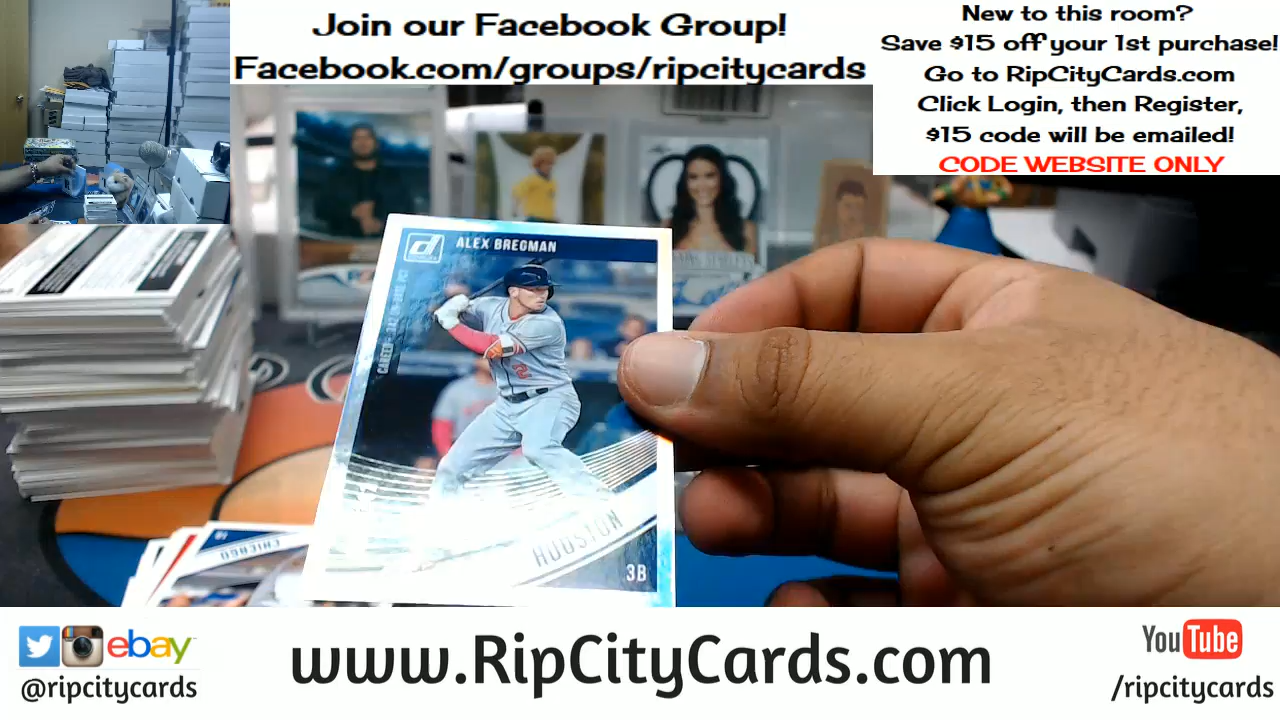 Join our Facebook Group!
Facebook.com/groups/ripcitycards
New to this room?
Save $15 off your 1st purchase!
Go to RipCityCards.com
Click Login, then Register,
$15 code will be emailed!
CODE WEBSITE ONLY
ALEX BREGMAN
2
HOUSTON
3B
CHICAGO
ebay
@ripcitycards
www.RipCityCards.com
YouTube
/ripcitycards